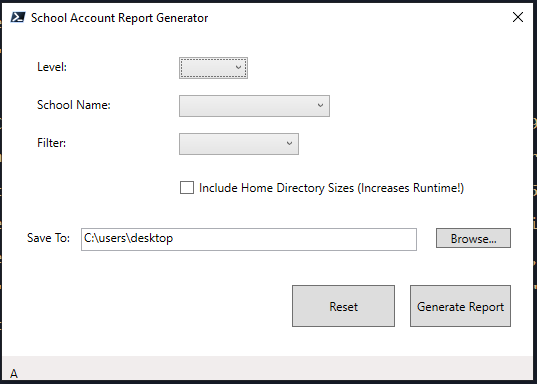 School Account Report Generator
Level:
School Name:
Filter:
Include Home Directory Sizes (Increases Runtime!)
Save To: C:\users\desktop Browse...
Reset Generate Report
A